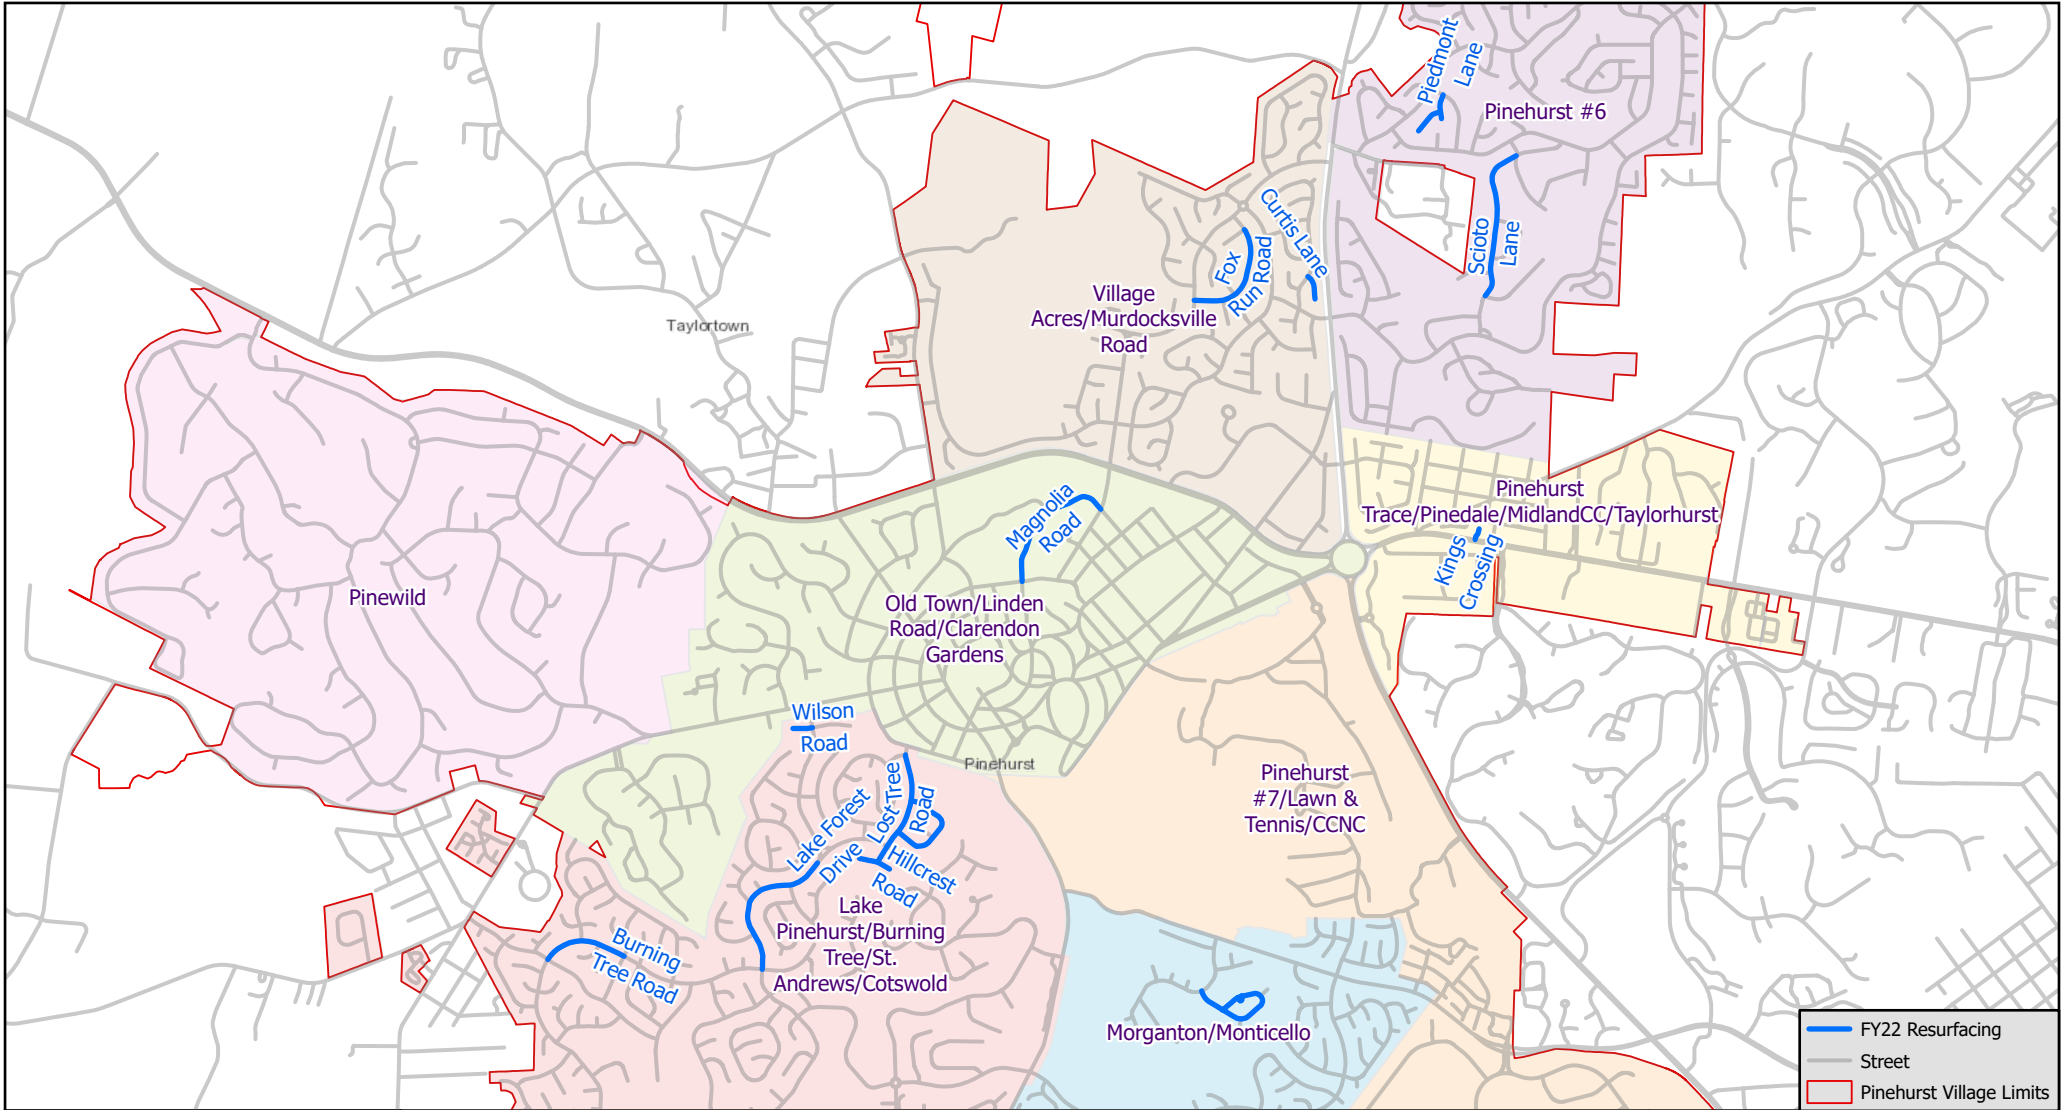 Piedmont
Lane
Pinehurst #6
Scioto
Lane
Curtis Lane
Fox
Run Road
Village
Acres/Murdocksville
Road
Taylortown
Pinehurst
Trace/Pinedale/MidlandCC/Taylorhurst
Kings
Crossing
Magnolia
Road
Pinewild
Old Town/Linden
Road/Clarendon
Gardens
Wilson
Road
Pinehurst
Lost Tree
Road
Lake Forest
Drive
Hillcrest
Road
Pinehurst
#7/Lawn &
Tennis/CCNC
Lake
Pinehurst/Burning
Tree/St.
Andrews/Cotswold
Burning
Tree Road
Morganton/Monticello
FY22 Resurfacing
Street
Pinehurst Village Limits